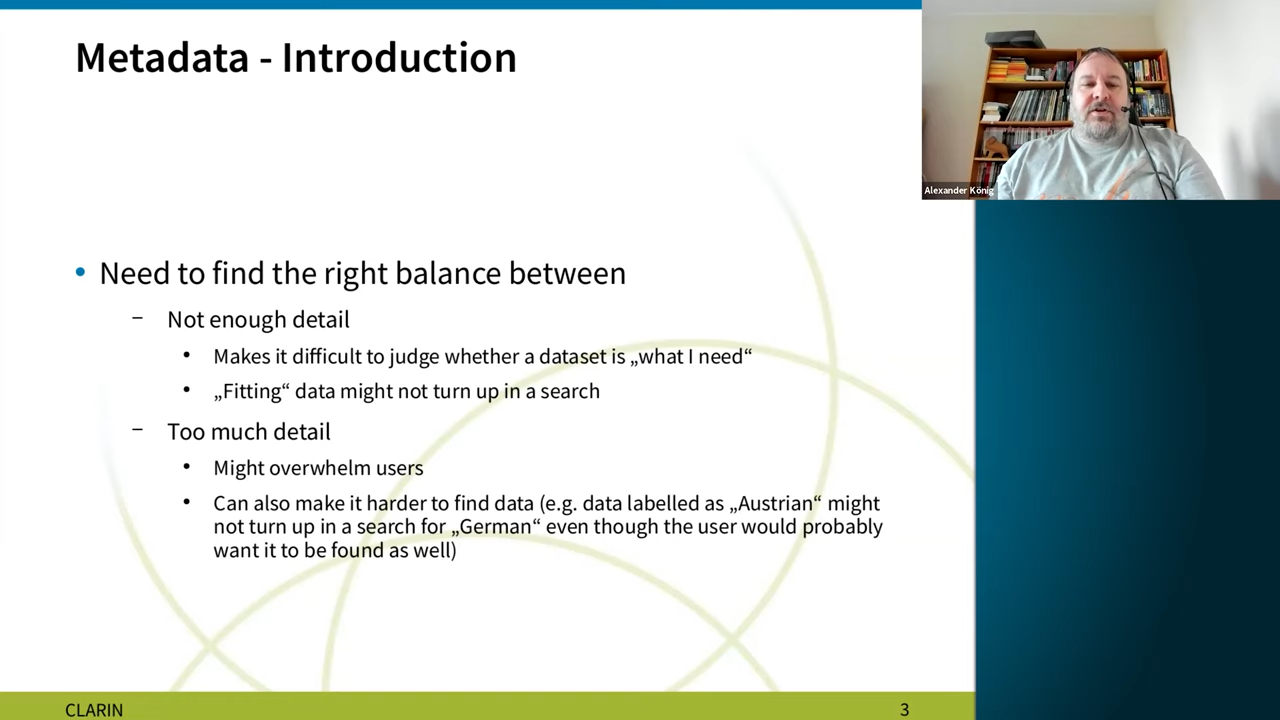 Metadata - Introduction
Alexander König
• Need to find the right balance between
– Not enough detail
• Makes it difficult to judge whether a dataset is „what I need“
• „Fitting“ data might not turn up in a search
– Too much detail
• Might overwhelm users
• Can also make it harder to find data (e.g. data labelled as „Austrian“ might
not turn up in a search for „German“ even though the user would probably
want it to be found as well)
CLARIN
3